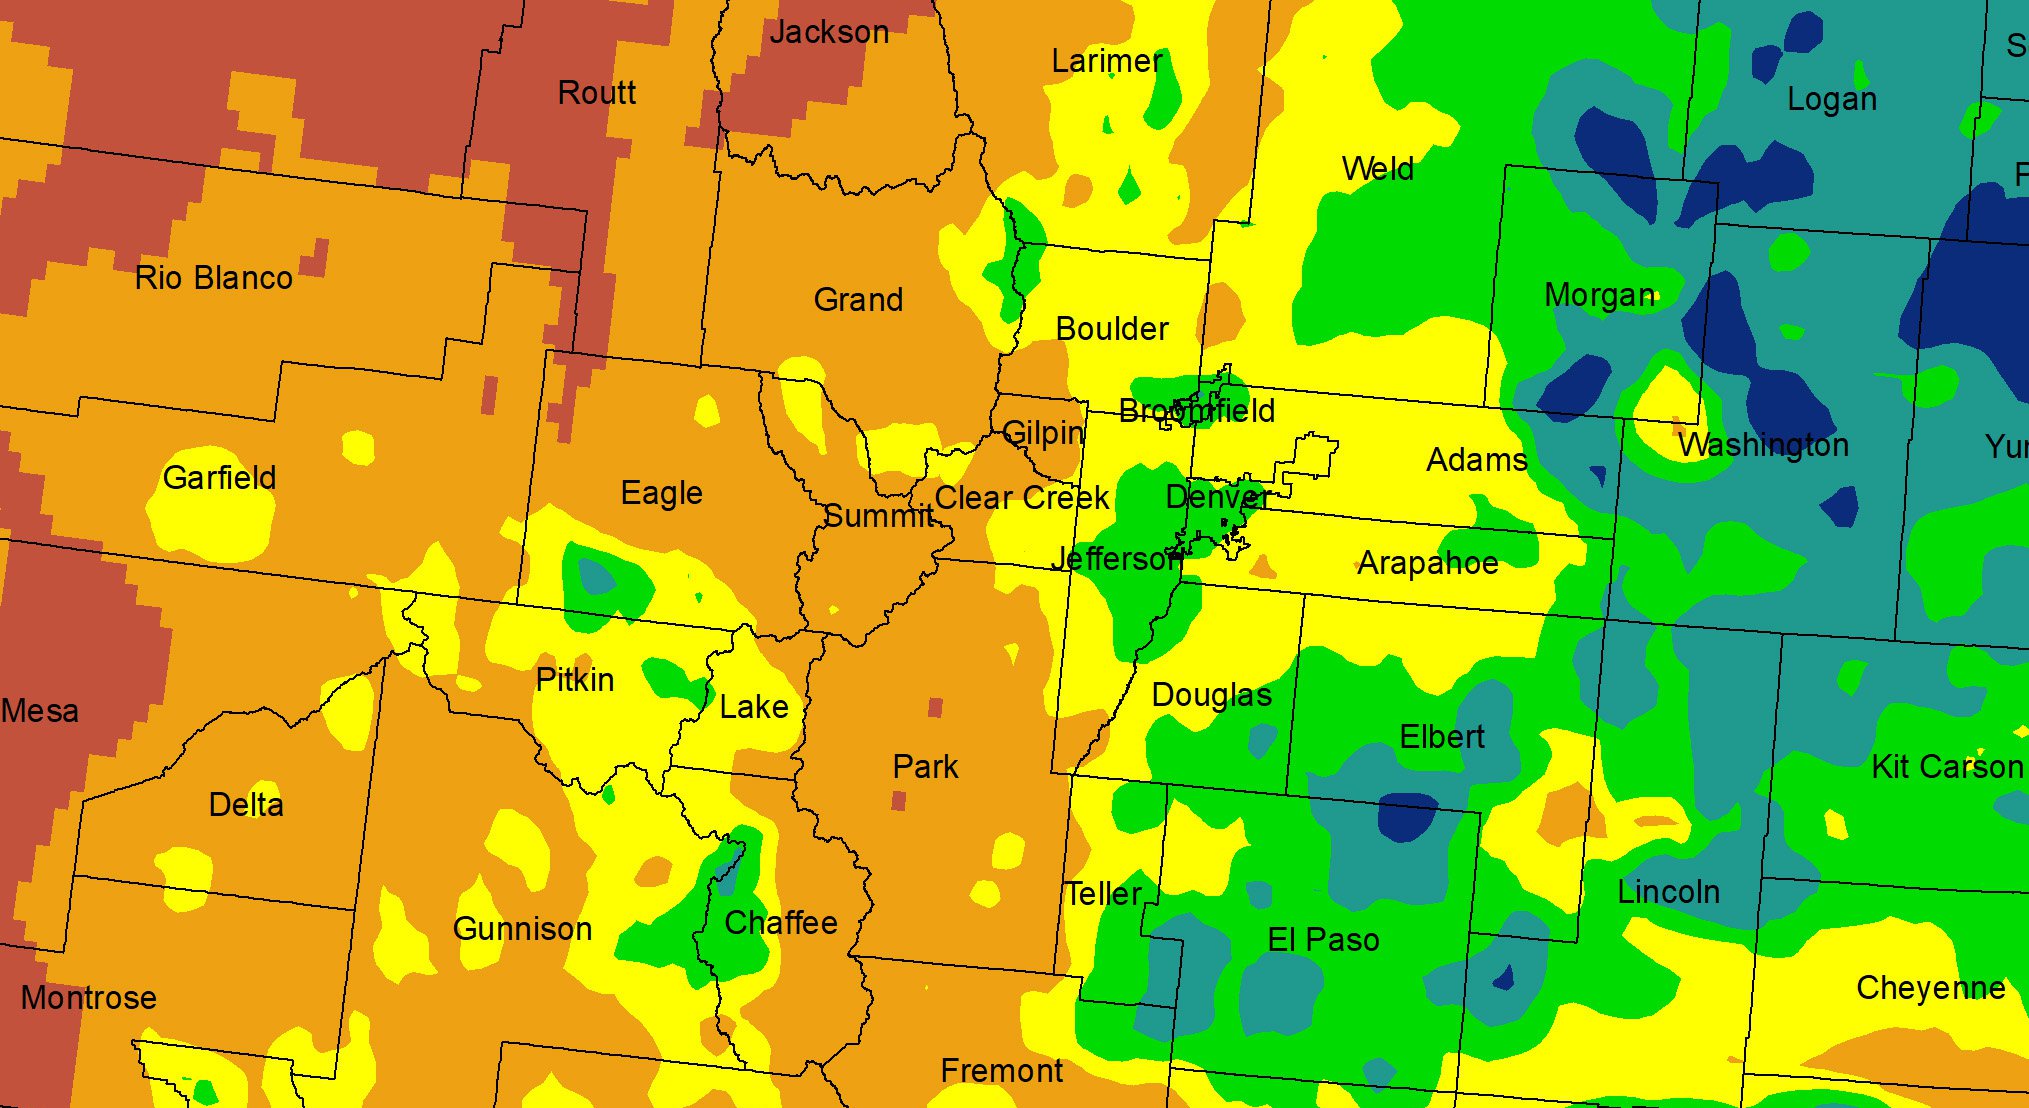 Jackson
Larimer
S
Routt
Logan
Weld
F
Rio Blanco
Grand
Morgan
Boulder
Broomfield
Gilpin
Washington
Yur
Garfield
Adams
Eagle
Clear Creek
Denver
Summit
Jefferson
Arapahoe
Pitkin
Douglas
Mesa
Lake
Elbert
Park
Kit Carson
Delta
Teller
Lincoln
Gunnison
Chaffee
El Paso
Montrose
Cheyenne
Fremont